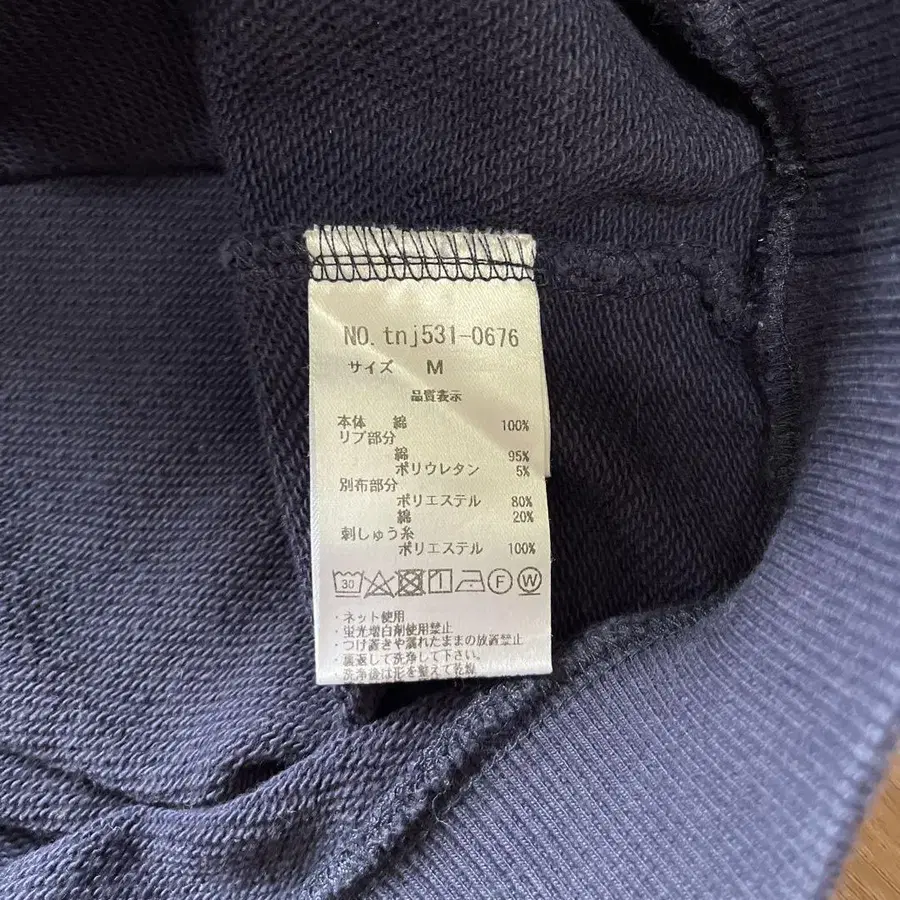 NO. tnj531-0676
サイズ M
品質表示
本体 綿 100%
リブ部分
綿 95%
ポリウレタン 5%
別布部分
ポリエステル 80%
綿 20%
刺しゅう糸
ポリエステル 100%
30 F W
・ネット使用
・蛍光増白剤使用禁止
・つけ置きや濡れたままの放置禁止
・裏返して洗浄して下さい。
・洗浄後は形を整えて乾燥